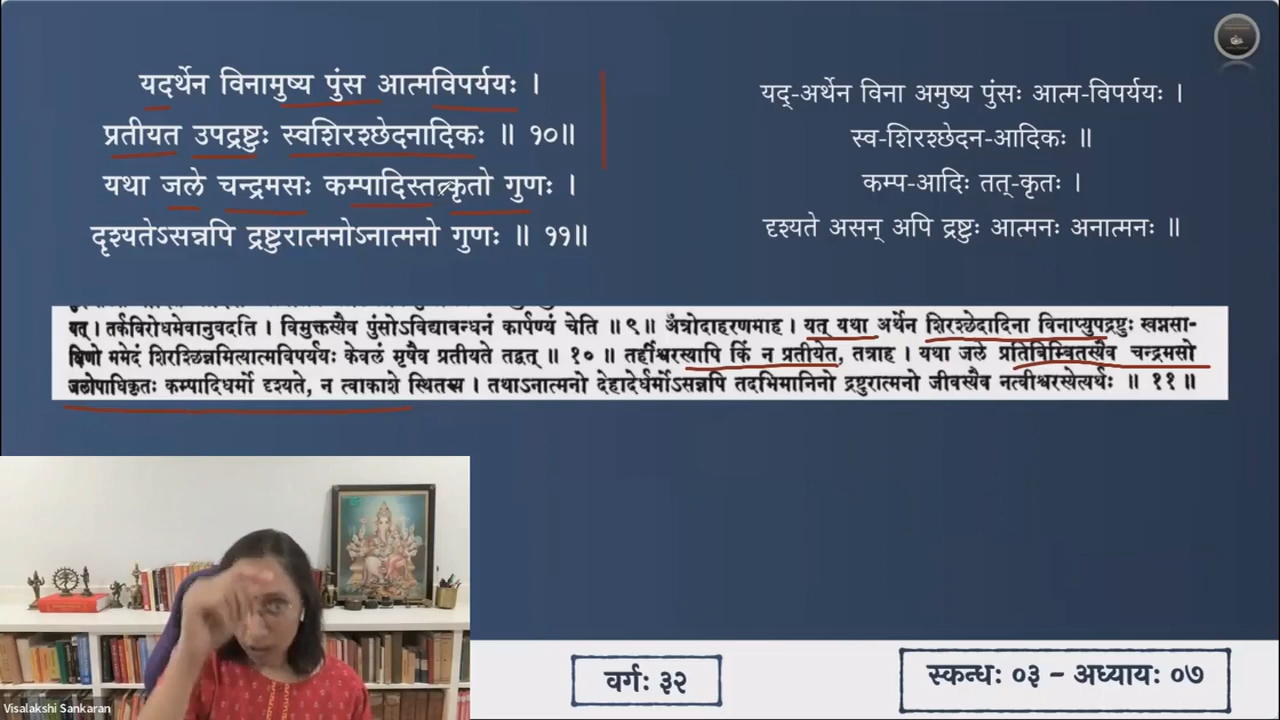 यदर्थेन विनामुष्य पुंस आत्मविपर्ययः ।
प्रतीयत उपद्रष्टुः स्वशिरश्छेदनादिकः ॥ १०॥
यथा जले चन्द्रमसः कम्पादिस्तत्कृतो गुणः ।
दृश्यतेऽसन्नपि द्रष्टुरात्मनोऽनात्मनो गुणः ॥ ११॥
यद्-अर्थेन विना अमुष्य पुंसः आत्म-विपर्ययः ।
स्व-शिरश्छेदन-आदिकः ॥
कम्प-आदिः तत्-कृतः ।
दृश्यते असन् अपि द्रष्टुः आत्मनः अनात्मनः ॥
यत् । तर्कविरोधमेवानुवदति । विमुक्तस्यैव पुंसोऽविद्याबन्धनं कार्पण्यं चेति ॥ ९ ॥ अत्रोदाहरणमाह । यत् यथा अर्थेन शिरश्छेदादिना विनाप्युपद्रष्टुः स्वप्नसा-
क्षिणो ममेदं शिरश्छिन्नमित्यात्मविपर्ययः केवलं मृषैव प्रतीयते तद्वत् ॥ १० ॥ तर्हीश्वरस्यापि किं न प्रतीयेत, तत्राह । यथा जले प्रतिबिम्बितस्यैव चन्द्रमसो
जलोपाधिकृतः कम्पादिधर्मो दृश्यते, न त्वाकाशे स्थितस्य । तथाऽनात्मनो देहादेर्धर्मोऽसन्नपि तदभिमानिनो द्रष्टुरात्मनो जीवस्यैव नत्वीश्वरस्येत्यर्थः ॥ ११ ॥
Visalakshi Sankaran
वर्गः ३२
स्कन्धः ०३ – अध्यायः ०७